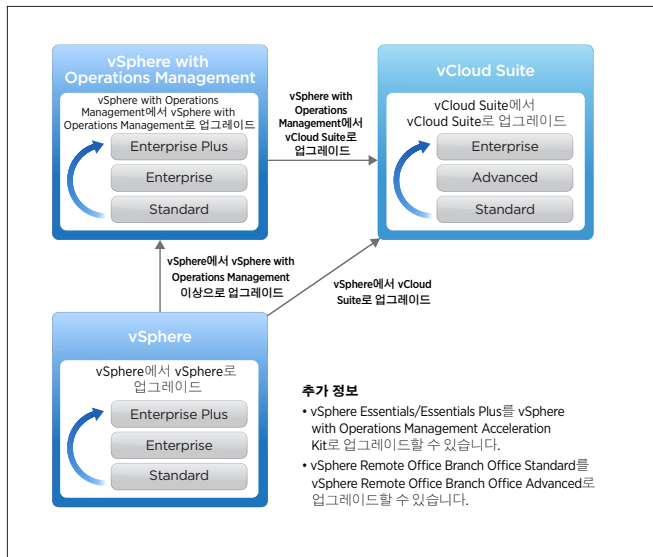 vSphere with
Operations Management
vSphere with Operations
Management에서 vSphere with
Operations Management로 업그레이드
Enterprise Plus
Enterprise
Standard
vSphere with
Operations
Management에서
vCloud Suite로
업그레이드
vCloud Suite
vCloud Suite에서
vCloud Suite로 업그레이드
Enterprise
Advanced
Standard
vSphere에서 vSphere with
Operations Management
이상으로 업그레이드
vSphere에서 vCloud
Suite로 업그레이드
vSphere
vSphere에서 vSphere로
업그레이드
Enterprise Plus
Enterprise
Standard
추가 정보
• vSphere Essentials/Essentials Plus를 vSphere
with Operations Management Acceleration
Kit로 업그레이드할 수 있습니다.
• vSphere Remote Office Branch Office Standard를
vSphere Remote Office Branch Office Advanced로
업그레이드할 수 있습니다.